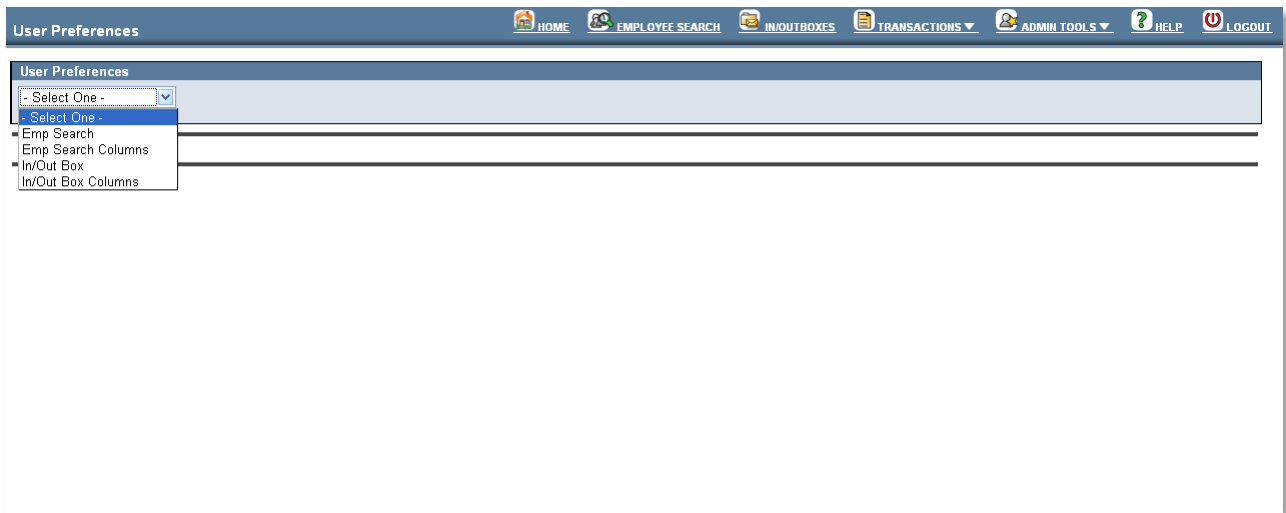 User Preferences HOME EMPLOYEE SEARCH IN/OUTBOXES TRANSACTIONS▼ ADMIN TOOLS▼ ? HELP LOGOUT
User Preferences
- Select One -
- Select One -
Emp Search
Emp Search Columns
In/Out Box
In/Out Box Columns